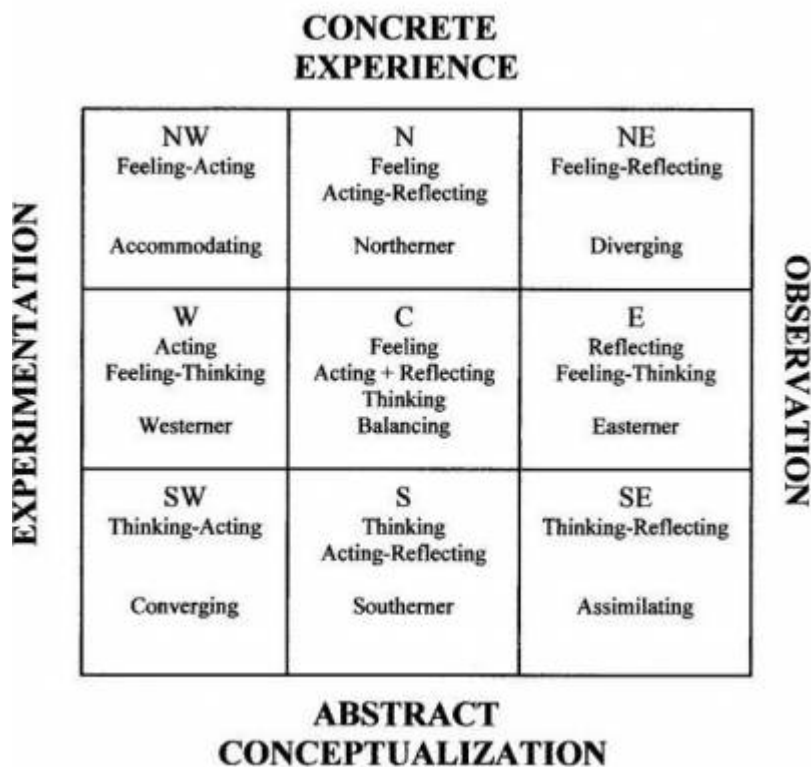 CONCRETE
EXPERIENCE
NW
Feeling-Acting
Accommodating
N
Feeling
Acting-Reflecting
Northerner
NE
Feeling-Reflecting
Diverging
EXPERIMENTATION
W
Acting
Feeling-Thinking
Westerner
C
Feeling
Acting + Reflecting
Thinking
Balancing
E
Reflecting
Feeling-Thinking
Easterner
OBSERVATION
SW
Thinking-Acting
Converging
S
Thinking
Acting-Reflecting
Southerner
SE
Thinking-Reflecting
Assimilating
ABSTRACT
CONCEPTUALIZATION